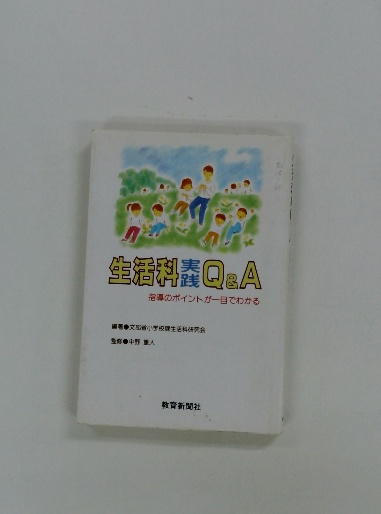 生活科実践Q&A
指導のポイントが一目でわかる
編著●文部省小学校課生活科研究会
監修●中野 重人
教育新聞社